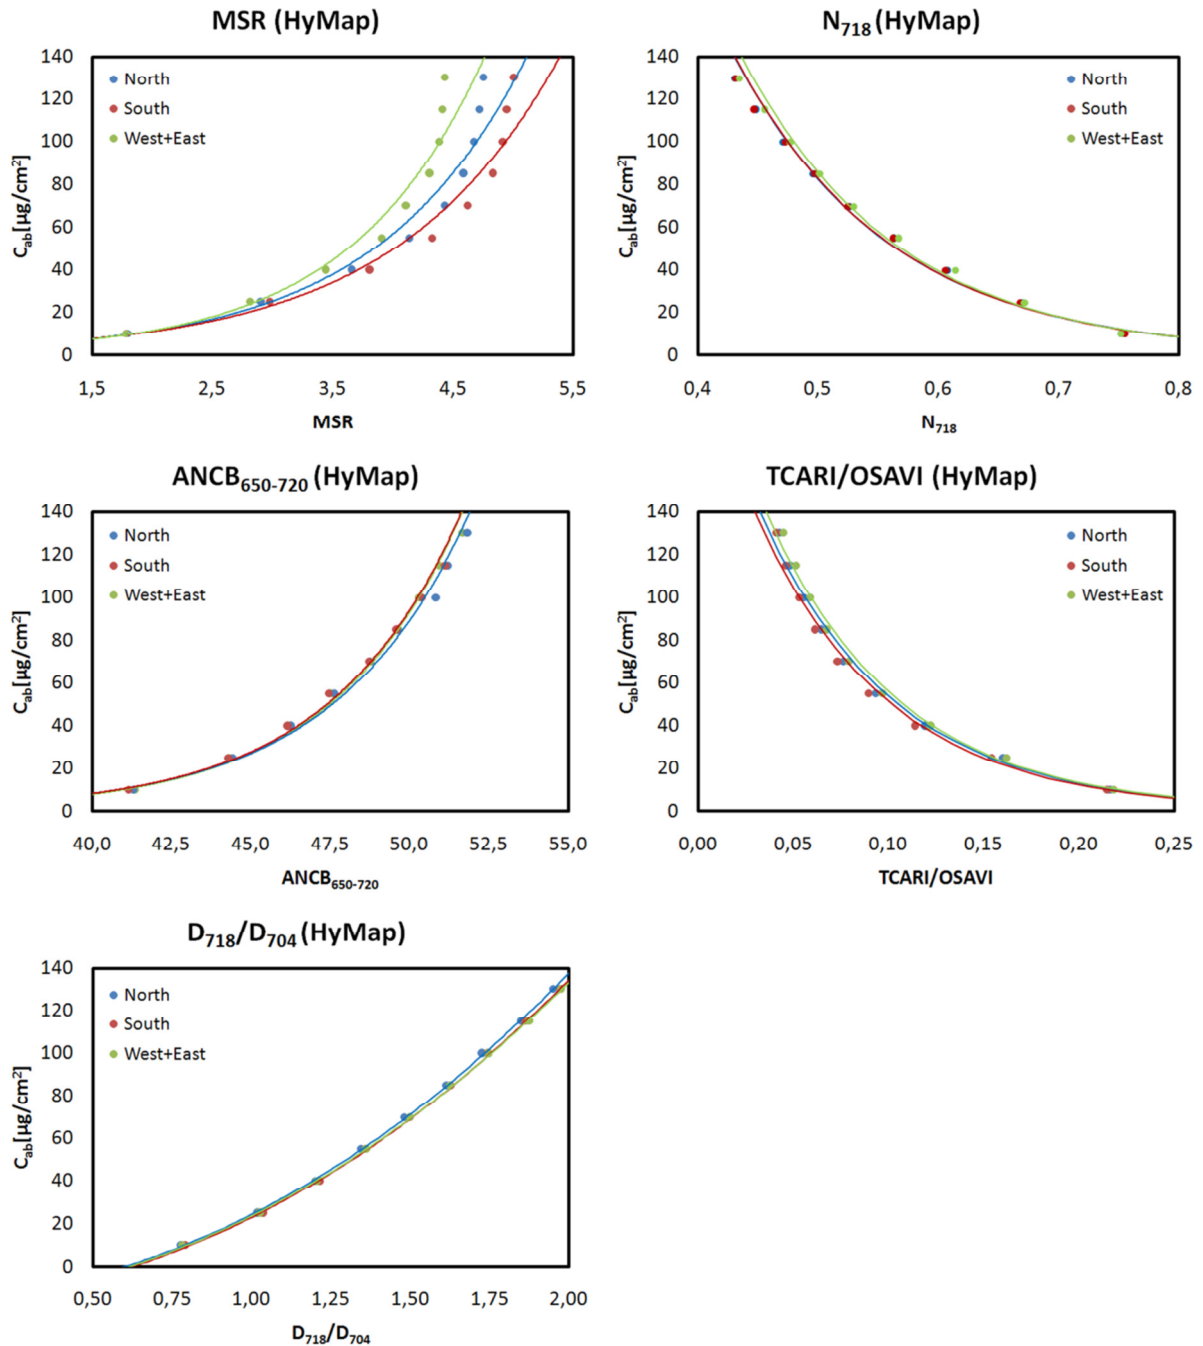 MSR (HyMap)
140
120
100
80
60
40
20
0
C_ab[µg/cm²]
North
South
West+East
1,5 2,5 3,5 4,5 5,5
MSR
N₇₁₈ (HyMap)
140
120
100
80
60
40
20
0
C_ab[µg/cm²]
North
South
West+East
0,4 0,5 0,6 0,7 0,8
N₇₁₈
ANCB₆₅₀₋₇₂₀ (HyMap)
140
120
100
80
60
40
20
0
C_ab[µg/cm²]
North
South
West+East
40,0 42,5 45,0 47,5 50,0 52,5 55,0
ANCB₆₅₀₋₇₂₀
TCARI/OSAVI (HyMap)
140
120
100
80
60
40
20
0
C_ab[µg/cm²]
North
South
West+East
0,00 0,05 0,10 0,15 0,20 0,25
TCARI/OSAVI
D₇₁₈/D₇₀₄ (HyMap)
140
120
100
80
60
40
20
0
C_ab[µg/cm²]
North
South
West+East
0,50 0,75 1,00 1,25 1,50 1,75 2,00
D₇₁₈/D₇₀₄